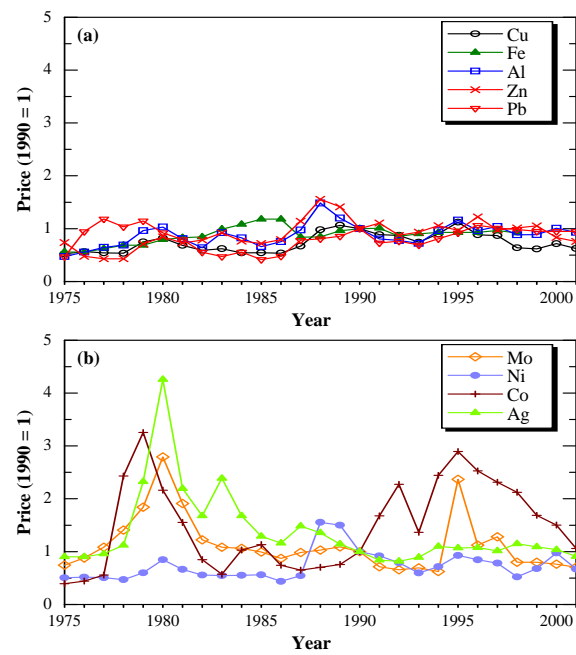 (a)
Cu
Fe
Al
Zn
Pb
5
4
3
2
1
0
Price (1990 = 1)
1975 1980 1985 1990 1995 2000
Year
(b)
Mo
Ni
Co
Ag
5
4
3
2
1
0
Price (1990 = 1)
1975 1980 1985 1990 1995 2000
Year